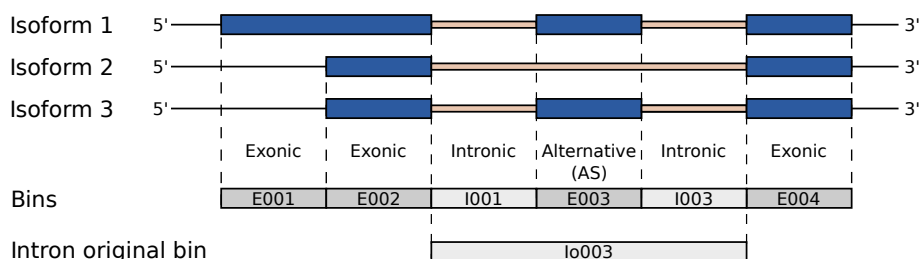 Isoform 1 5' 3'
Isoform 2 5' 3'
Isoform 3 5' 3'
Exonic Exonic Intronic Alternative Intronic Exonic
(AS)
Bins E001 E002 I001 E003 I003 E004
Intron original bin Io003